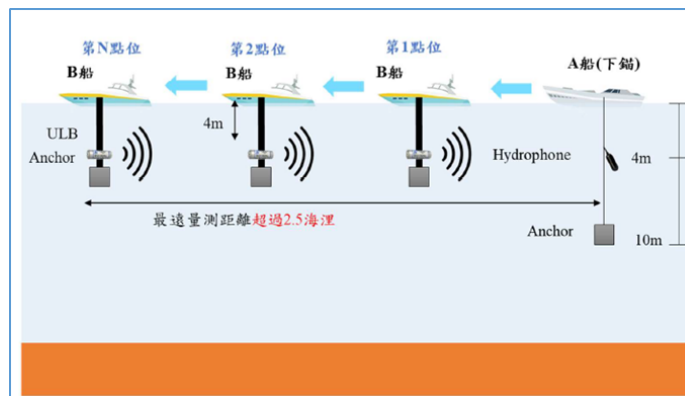 第N點位
第2點位
第1點位
B船
B船
B船
A船(下錨)
4m
ULB
Anchor
Hydrophone
4m
最遠量測距離超過2.5海浬
Anchor
10m